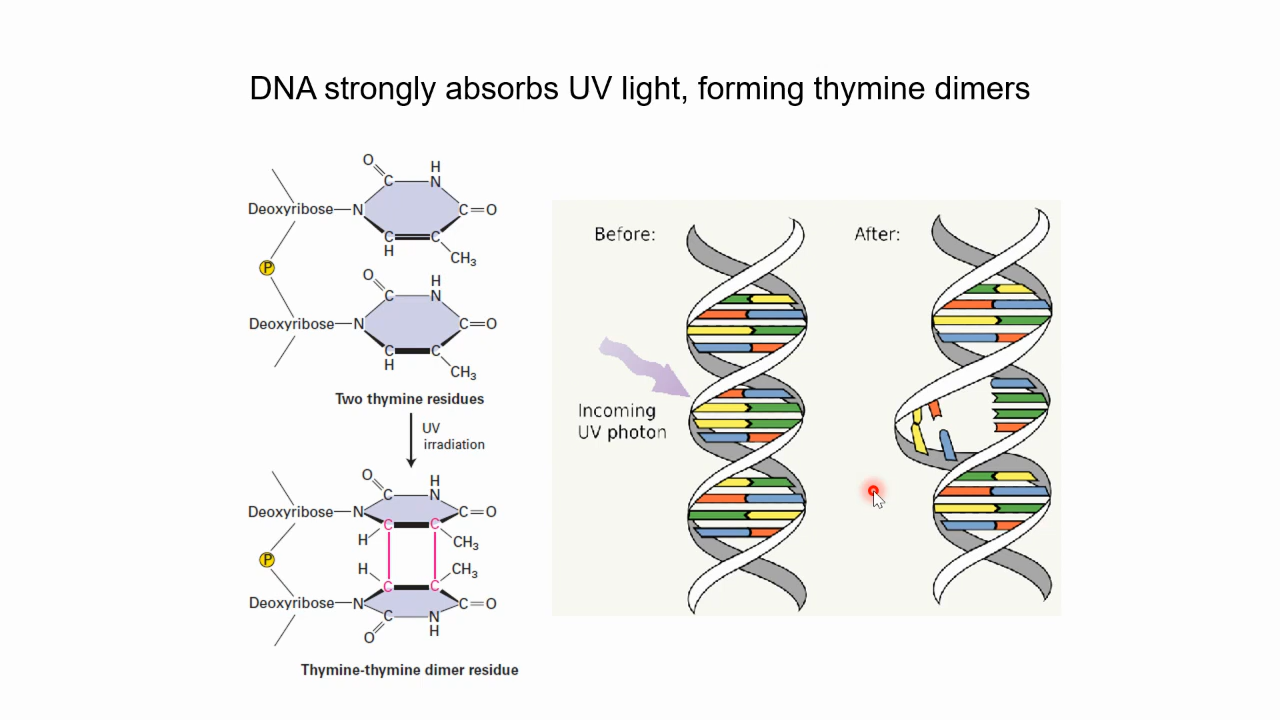 DNA strongly absorbs UV light, forming thymine dimers
O
H
C
N
Deoxyribose
N
C
O
C
C
H
CH₃
P
O
H
C
N
Deoxyribose
N
C
O
C
C
H
CH₃
Two thymine residues
UV
irradiation
O
H
C
N
Deoxyribose
N
C
O
C
C
H
CH₃
P
H
CH₃
C
C
Deoxyribose
N
C
O
C
N
O
H
Thymine-thymine dimer residue
Before:
After:
Incoming
UV photon